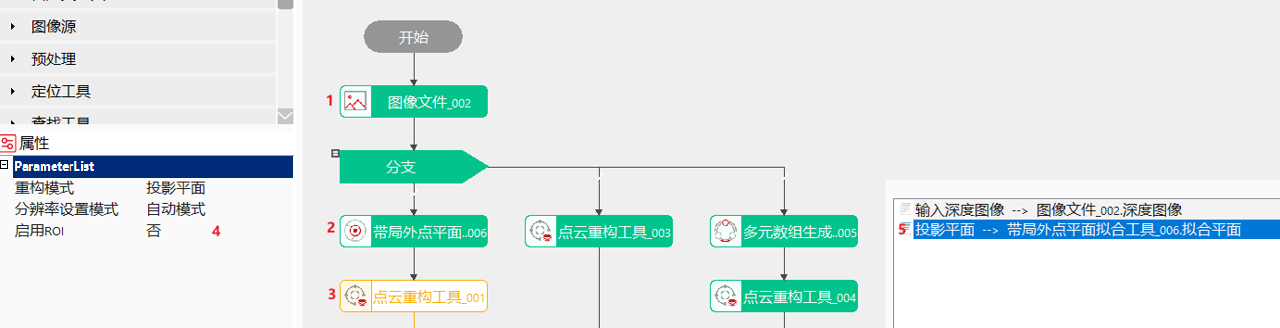 图像源
预处理
定位工具
查找工具
属性
ParameterList
重构模式 投影平面
分辨率设置模式 自动模式
启用ROI 否 4
开始
1 图像文件_002
分支
2 带局外点平面..006
点云重构工具_003
多元数组生成..005
3 点云重构工具_001
点云重构工具_004
输入深度图像 --> 图像文件_002.深度图像
5 投影平面 --> 带局外点平面拟合工具_006.拟合平面